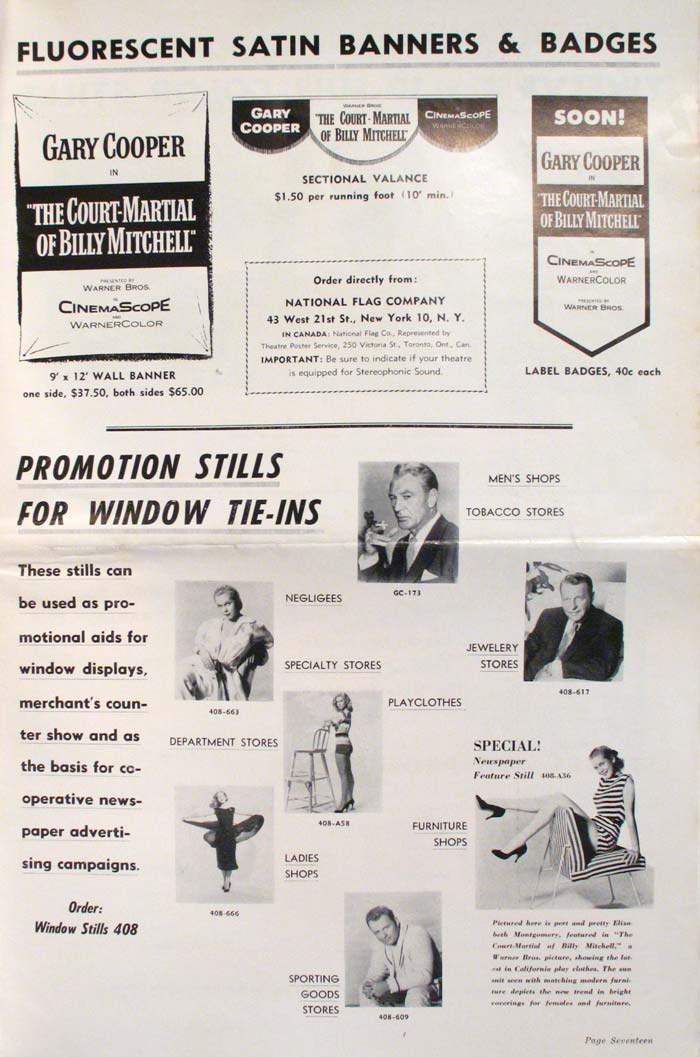 FLUORESCENT SATIN BANNERS & BADGES
GARY COOPER
IN
"THE COURT-MARTIAL
OF BILLY MITCHELL"
PRESENTED BY
WARNER BROS.
IN
CINEMASCOPE
AND
WARNERCOLOR
9' x 12' WALL BANNER
one side, $37.50, both sides $65.00
GARY
COOPER
WARNER BROS.
"THE COURT-MARTIAL
OF BILLY MITCHELL"
CINEMASCOPE
WARNERCOLOR
SECTIONAL VALANCE
$1.50 per running foot (10' min.)
Order directly from:
NATIONAL FLAG COMPANY
43 West 21st St., New York 10, N. Y.
IN CANADA: National Flag Co., Represented by
Theatre Poster Service, 250 Victoria St., Toronto, Ont., Can.
IMPORTANT: Be sure to indicate if your theatre
is equipped for Stereophonic Sound.
SOON!
GARY COOPER
IN
"THE COURT-MARTIAL
OF BILLY MITCHELL"
IN
CINEMASCOPE
AND
WARNERCOLOR
PRESENTED BY
WARNER BROS.
LABEL BADGES, 40c each
PROMOTION STILLS
FOR WINDOW TIE-INS
These stills can
be used as pro-
motional aids for
window displays,
merchant's coun-
ter show and as
the basis for co-
operative news-
paper adverti-
sing campaigns.
Order:
Window Stills 408
MEN'S SHOPS
TOBACCO STORES
GC-173
NEGLIGEES
SPECIALTY STORES
408-663
JEWELERY
STORES
408-617
PLAYCLOTHES
DEPARTMENT STORES
408-A58
SPECIAL!
Newspaper
Feature Still 408-A56
FURNITURE
SHOPS
LADIES
SHOPS
408-666
SPORTING
GOODS
STORES
408-609
Pictured here is pert and pretty Eliza-
beth Montgomery, featured in "The
Court-Martial of Billy Mitchell," a
Warner Bros. picture, showing the lat-
est in California play clothes. The sun
suit seen with matching modern furni-
ture depicts the new trend in bright
coverings for females and furniture.
Page Seventeen